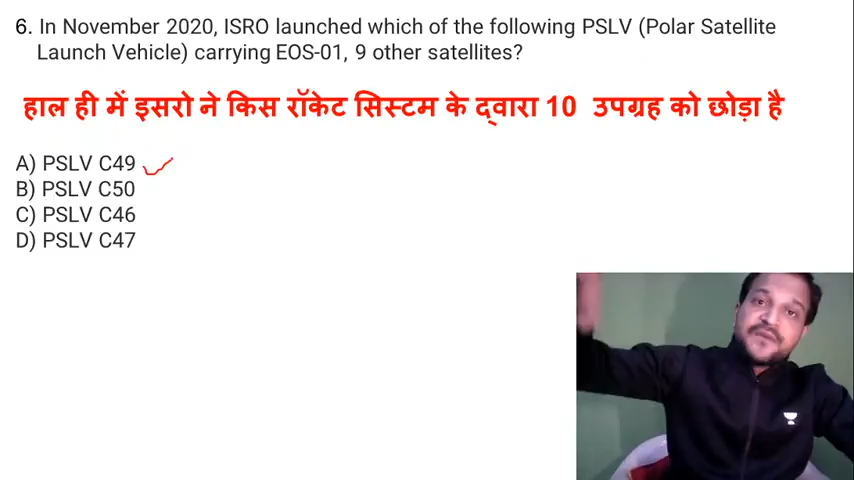 6. In November 2020, ISRO launched which of the following PSLV (Polar Satellite
Launch Vehicle) carrying EOS-01, 9 other satellites?
हाल ही में इसरो ने किस रॉकेट सिस्टम के द्वारा 10 उपग्रह को छोड़ा है
A) PSLV C49
B) PSLV C50
C) PSLV C46
D) PSLV C47